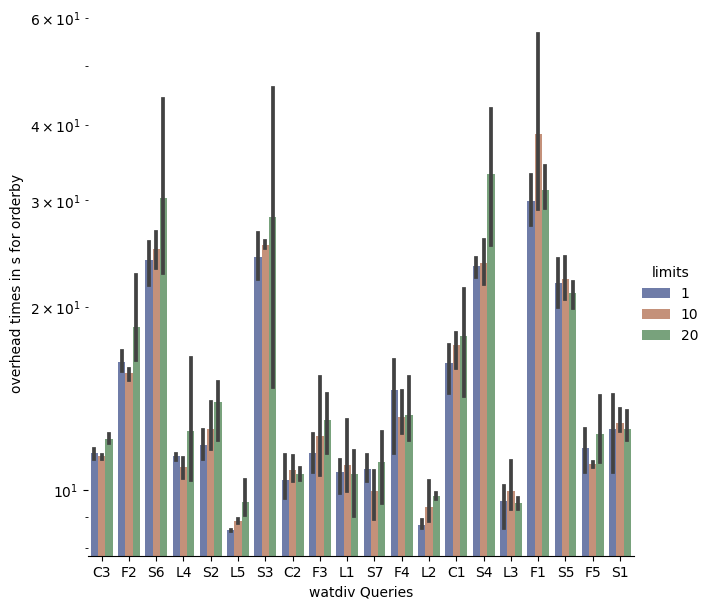 6 × 10¹
4 × 10¹
3 × 10¹
2 × 10¹
10¹
overhead times in s for orderby
C3 F2 S6 L4 S2 L5 S3 C2 F3 L1 S7 F4 L2 C1 S4 L3 F1 S5 F5 S1
watdiv Queries
limits
1
10
20